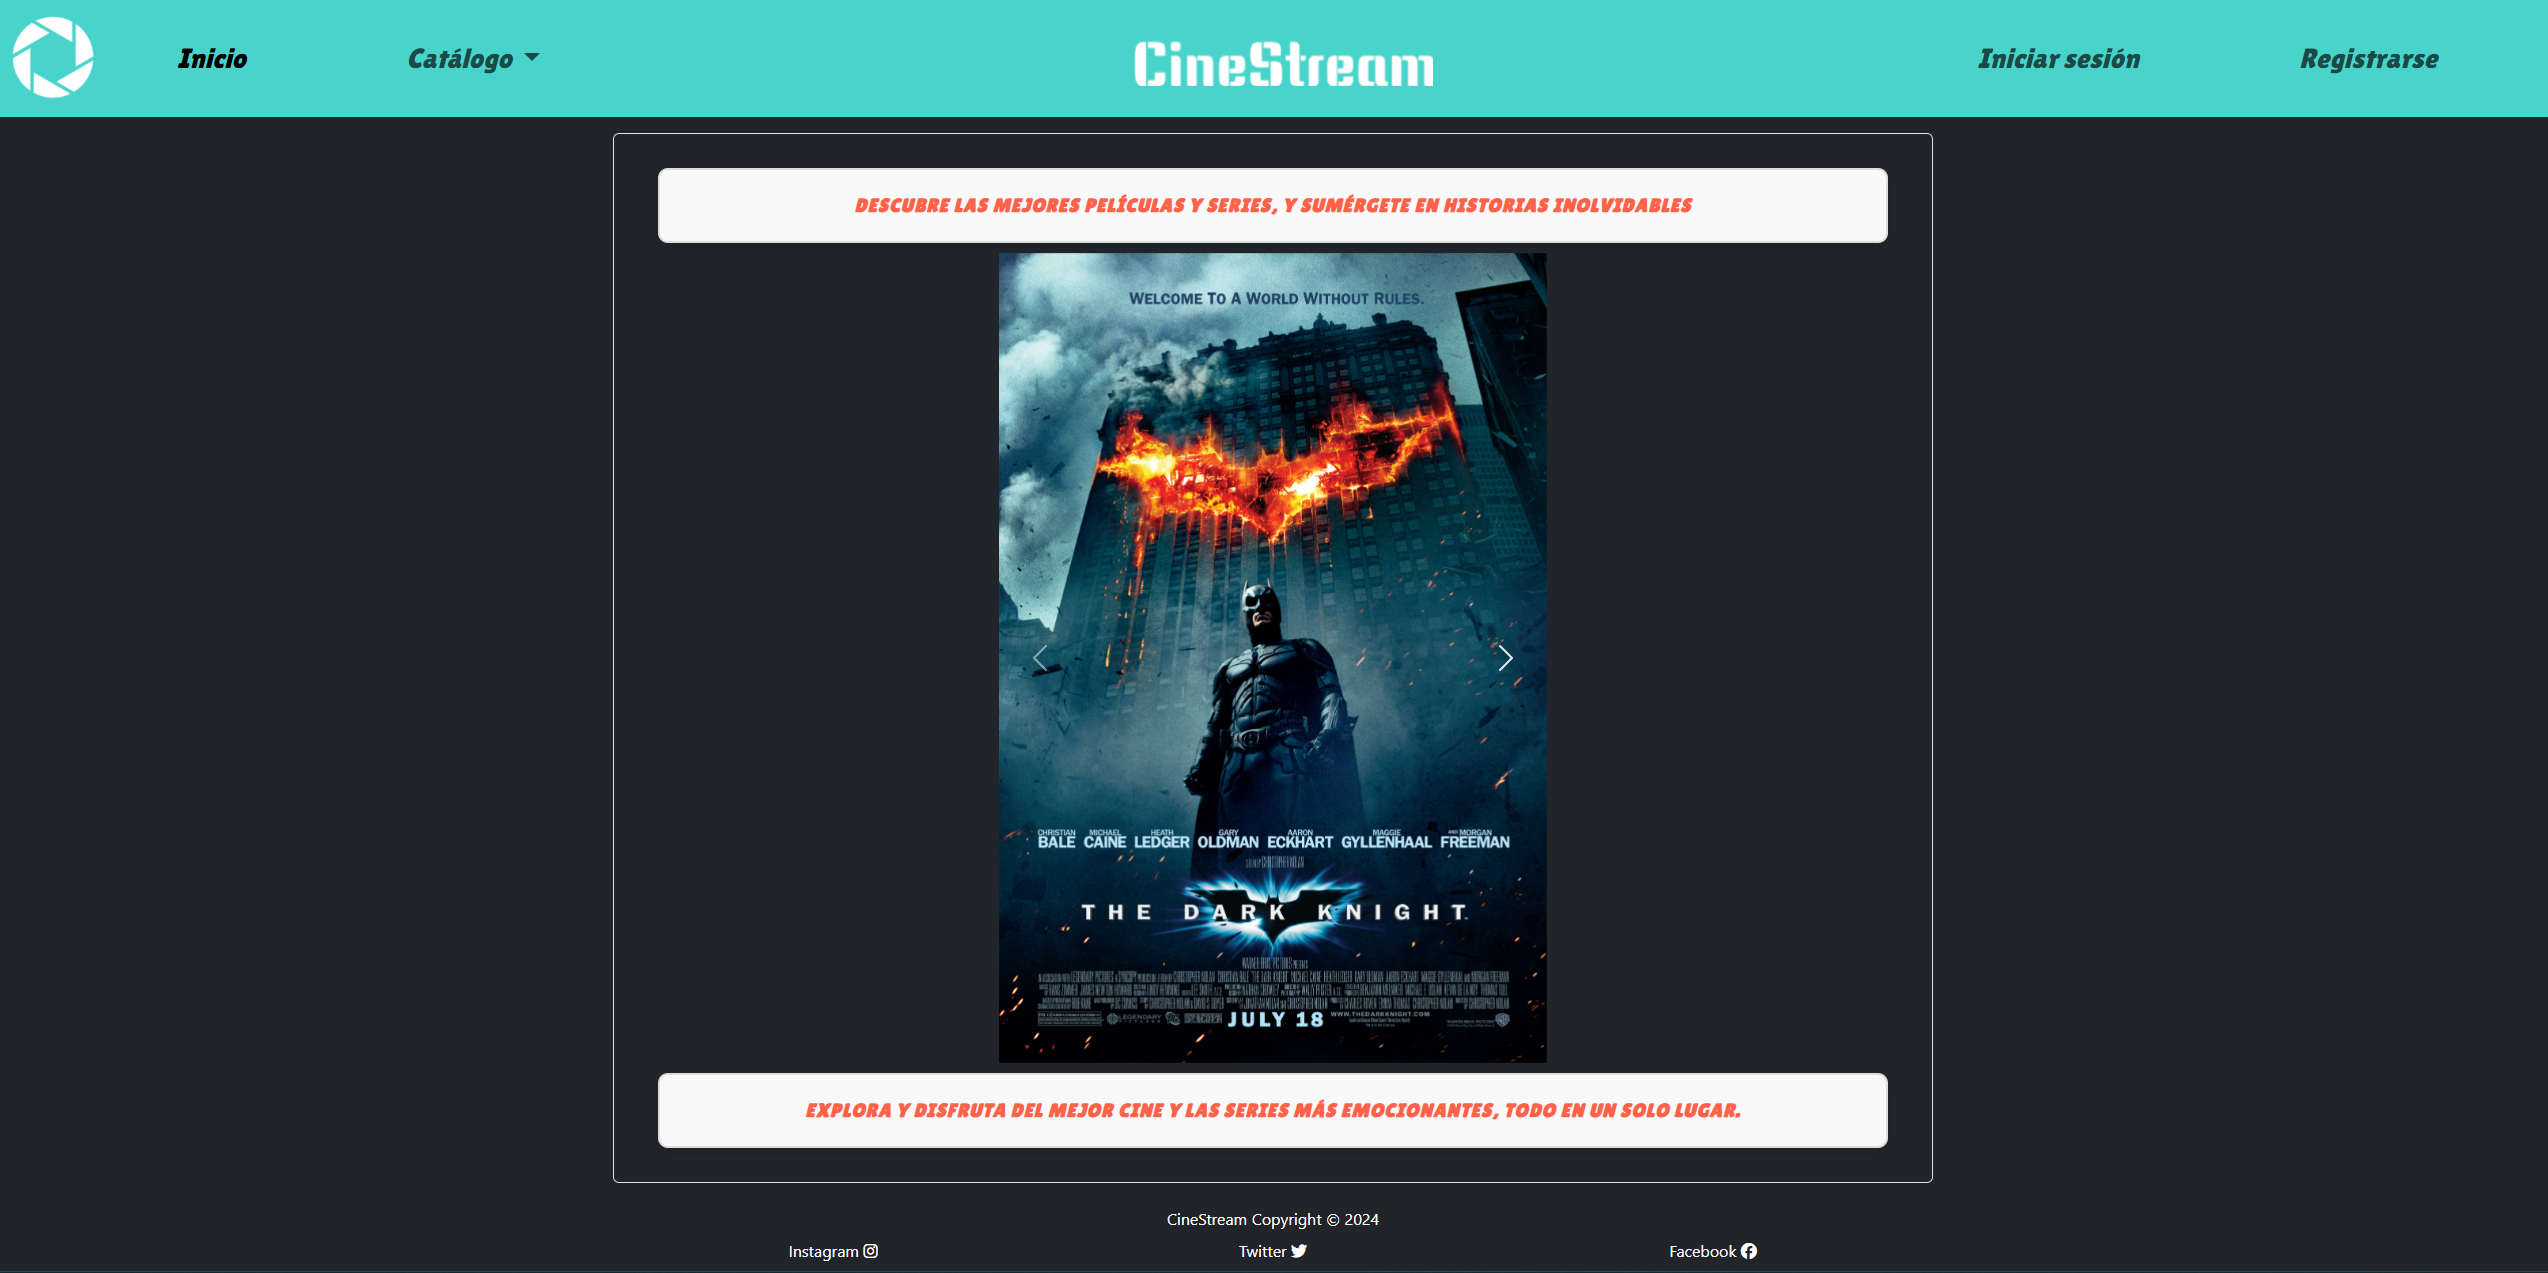 Inicio
Catálogo
CineStream
Iniciar sesión
Registrarse
DESCUBRE LAS MEJORES PELÍCULAS Y SERIES, Y SUMÉRGETE EN HISTORIAS INOLVIDABLES
WELCOME TO A WORLD WITHOUT RULES.
CHRISTIAN BALE MICHAEL CAINE HEATH LEDGER GARY OLDMAN AARON ECKHART MAGGIE GYLLENHAAL AND MORGAN FREEMAN
THE DARK KNIGHT
JULY 18
WWW.THEDARKKNIGHT.COM
EXPLORA Y DISFRUTA DEL MEJOR CINE Y LAS SERIES MÁS EMOCIONANTES, TODO EN UN SOLO LUGAR.
CineStream Copyright © 2024
Instagram
Twitter
Facebook